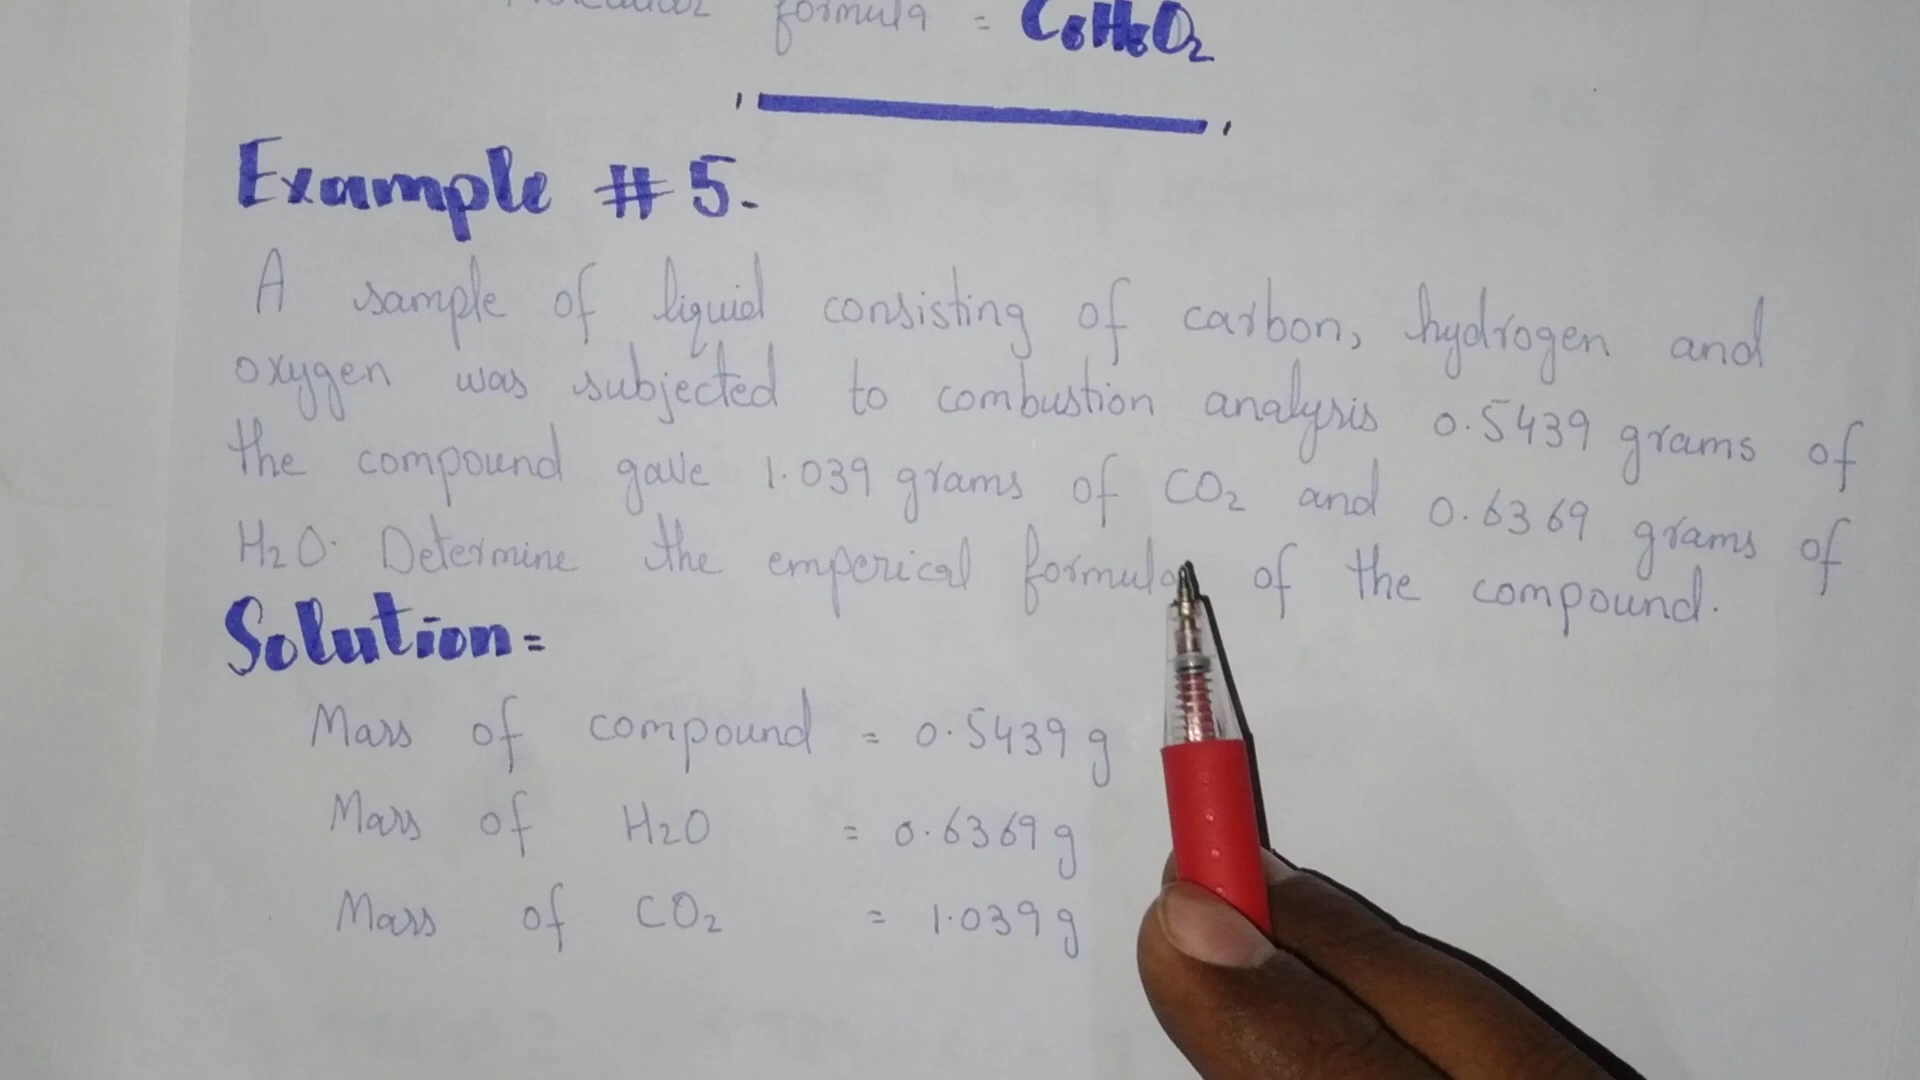 formula = C6H6O2
Example # 5.
A sample of liquid consisting of carbon, hydrogen and
oxygen was subjected to combustion analysis 0.5439 grams of
the compound gave 1.039 grams of CO2 and 0.6369 grams of
H2O. Determine the emperical formula of the compound.
Solution=
Mass of compound = 0.5439 g
Mass of H2O = 0.6369 g
Mass of CO2 = 1.039 g